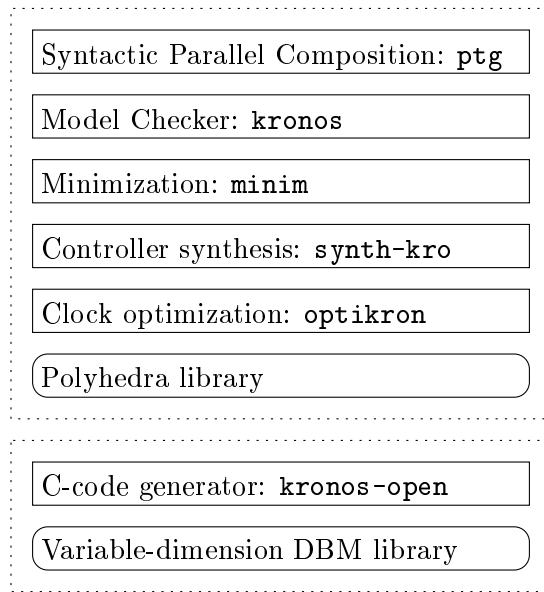 Syntactic Parallel Composition: ptg
Model Checker: kronos
Minimization: minim
Controller synthesis: synth-kro
Clock optimization: optikron
Polyhedra library
C-code generator: kronos-open
Variable-dimension DBM library